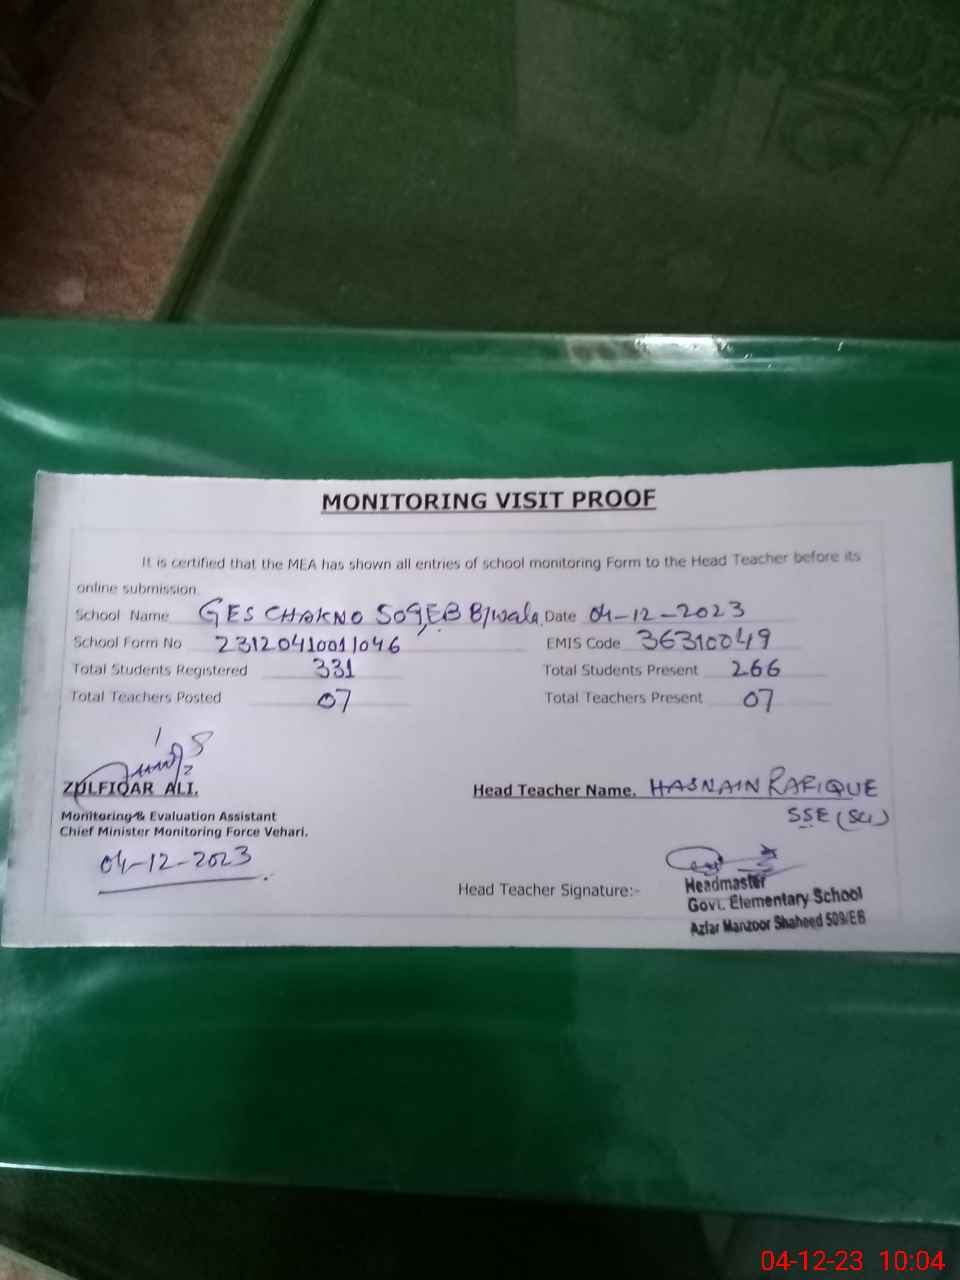 MONITORING VISIT PROOF
It is certified that the MEA has shown all entries of school monitoring Form to the Head Teacher before its
online submission.
School Name GES CHAKNO 509EB B/wala Date 04-12-2023
School Form No 23120410011046 EMIS Code 36310049
Total Students Registered 331 Total Students Present 266
Total Teachers Posted 07 Total Teachers Present 07
ZULFIQAR ALI. Head Teacher Name. HASNAIN RAFIQUE
SSE (Sci)
Monitoring & Evaluation Assistant
Chief Minister Monitoring Force Vehari.
04-12-2023
Head Teacher Signature:- Headmaster
Govt. Elementary School
Azfar Manzoor Shaheed 509/EB
04-12-23 10:04